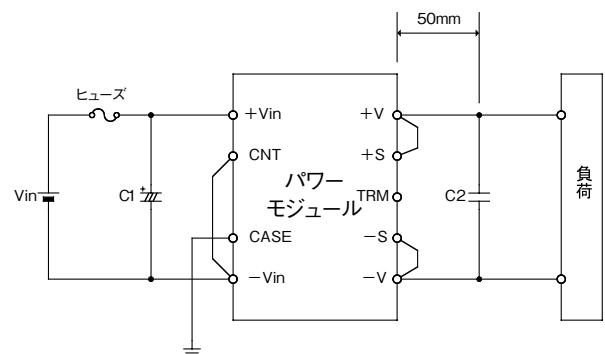 50mm
ヒューズ
+Vin
+V
CNT
+S
Vin
C1
+
パワー
モジュール
TRM
C2
負荷
CASE
-S
-Vin
-V